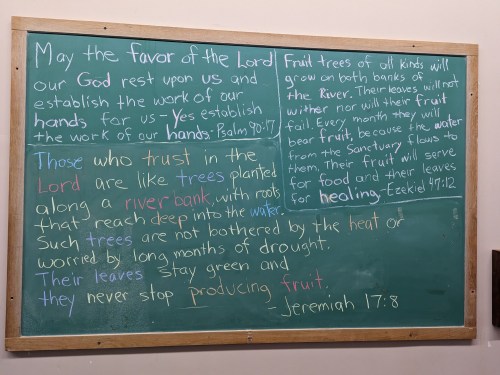 May the favor of the Lord
our God rest upon us and
establish the work of our
hands for us - Yes establish
the work of our hands. - Psalm 90:17
Fruit trees of all kinds will
grow on both banks of
the River. Their leaves will not
wither nor will their fruit
fail. Every month they will
bear fruit, because the water
from the Sanctuary flows to
them. Their fruit will serve
for food and their leaves
for healing. - Ezekiel 47:12
Those who trust in the
Lord are like trees planted
along a river bank, with roots
that reach deep into the water.
Such trees are not bothered by the heat or
worried by long months of drought.
Their leaves stay green and
they never stop producing fruit.
- Jeremiah 17:8